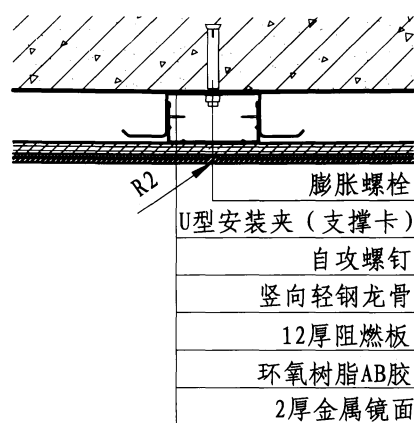 R2
膨胀螺栓
U型安装夹（支撑卡）
自攻螺钉
竖向轻钢龙骨
12厚阻燃板
环氧树脂AB胶
2厚金属镜面